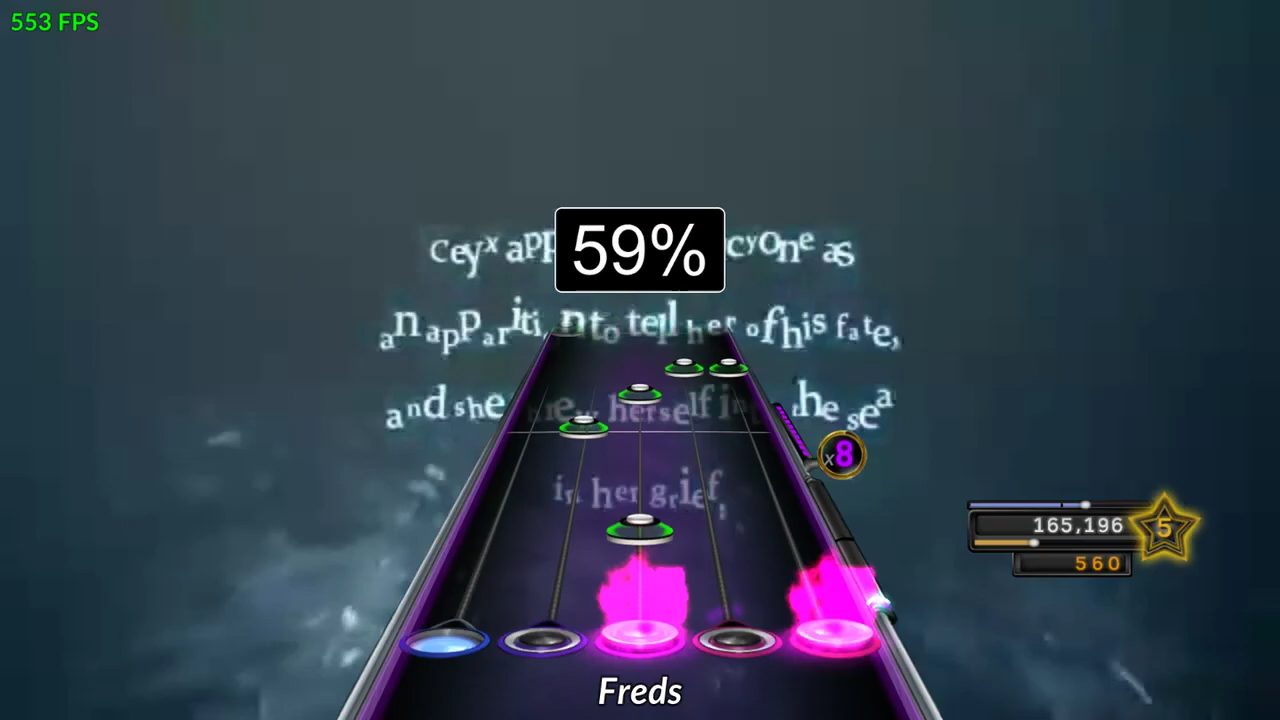 553 FPS
Ceyx app cyone as
59%
an apparition to tell her of his fate,
and she herself in the sea
in her grief.
x8
165,196
5
560
Freds